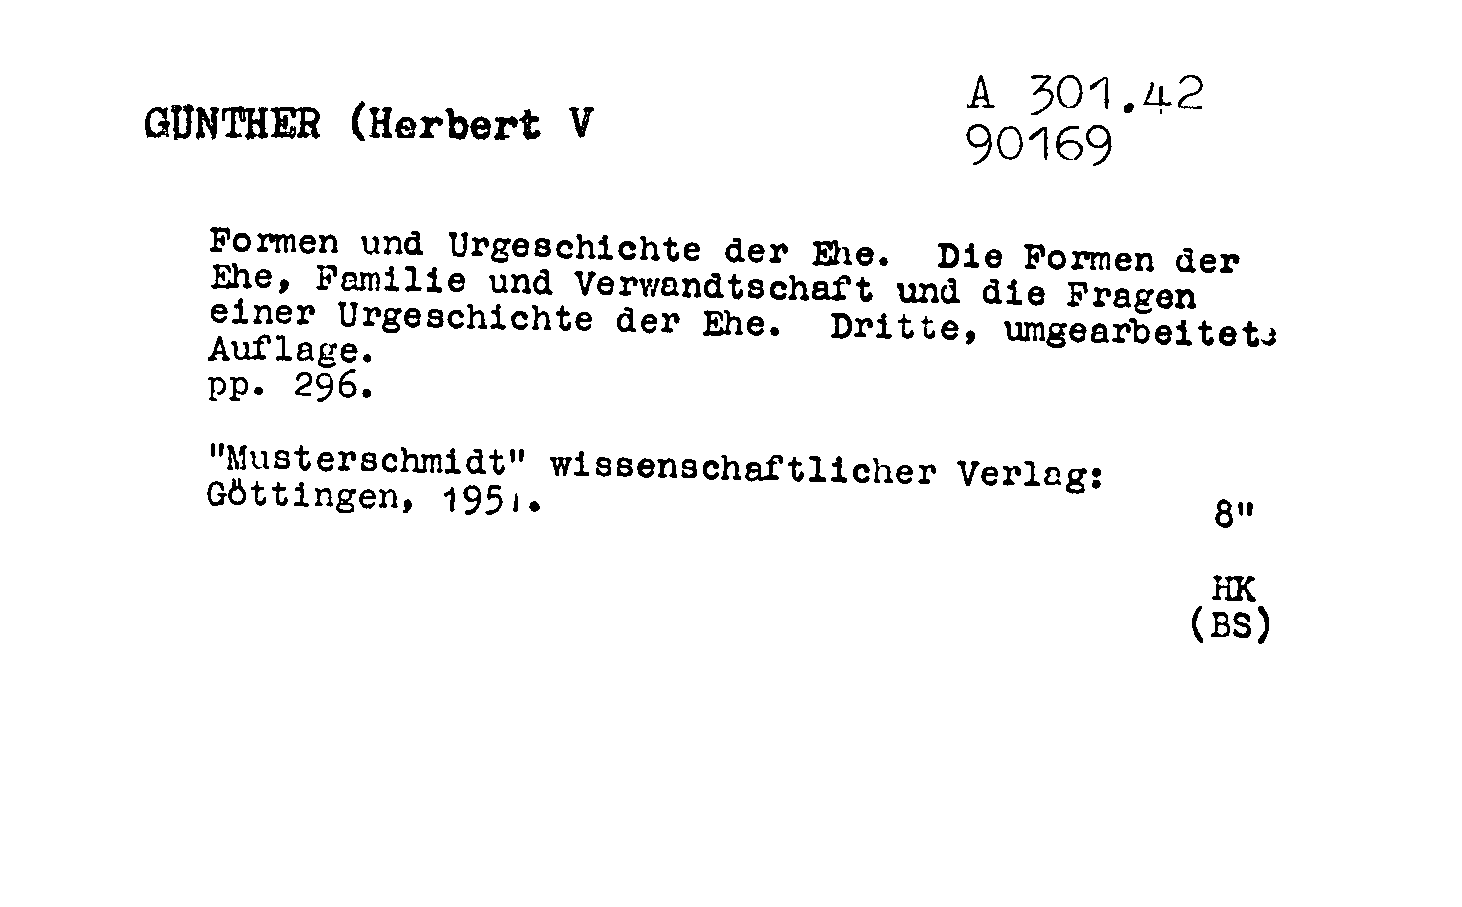 GÜNTHER (Herbert V
A 301.42
90169
Formen und Urgeschichte der Ehe. Die Formen der
Ehe, Familie und Verwandtschaft und die Fragen
einer Urgeschichte der Ehe. Dritte, umgearbeitete
Auflage.
pp. 296.
"Musterschmidt" wissenschaftlicher Verlag:
Göttingen, 1951.
8"
HK
(BS)